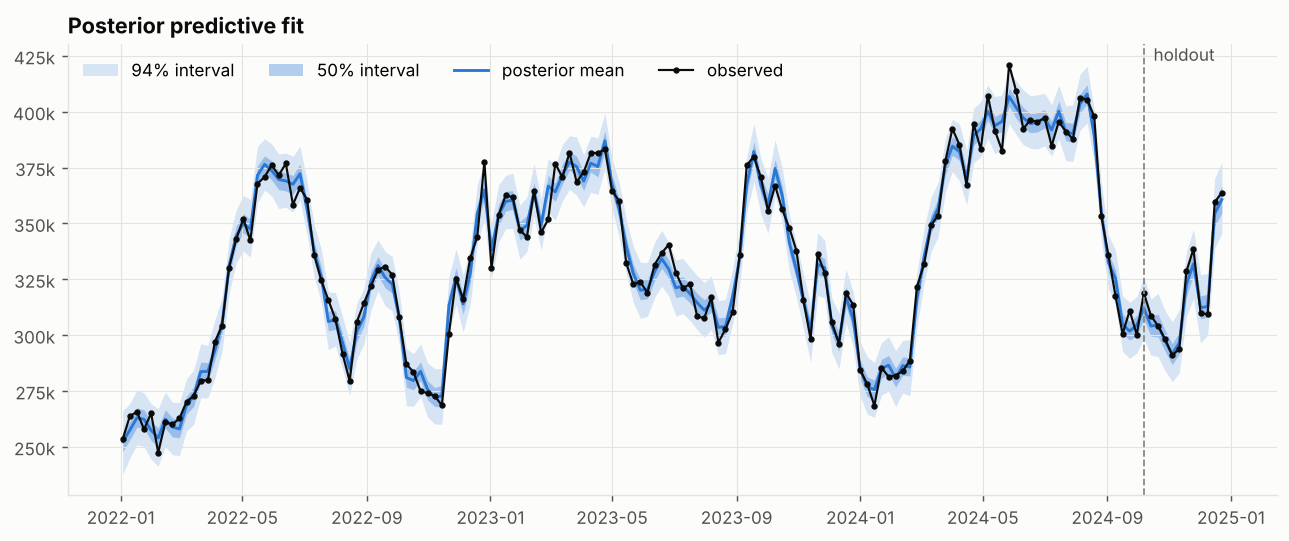 Posterior predictive fit
425k
400k
375k
350k
325k
300k
275k
250k
94% interval
50% interval
posterior mean
observed
holdout
2022-01
2022-05
2022-09
2023-01
2023-05
2023-09
2024-01
2024-05
2024-09
2025-01